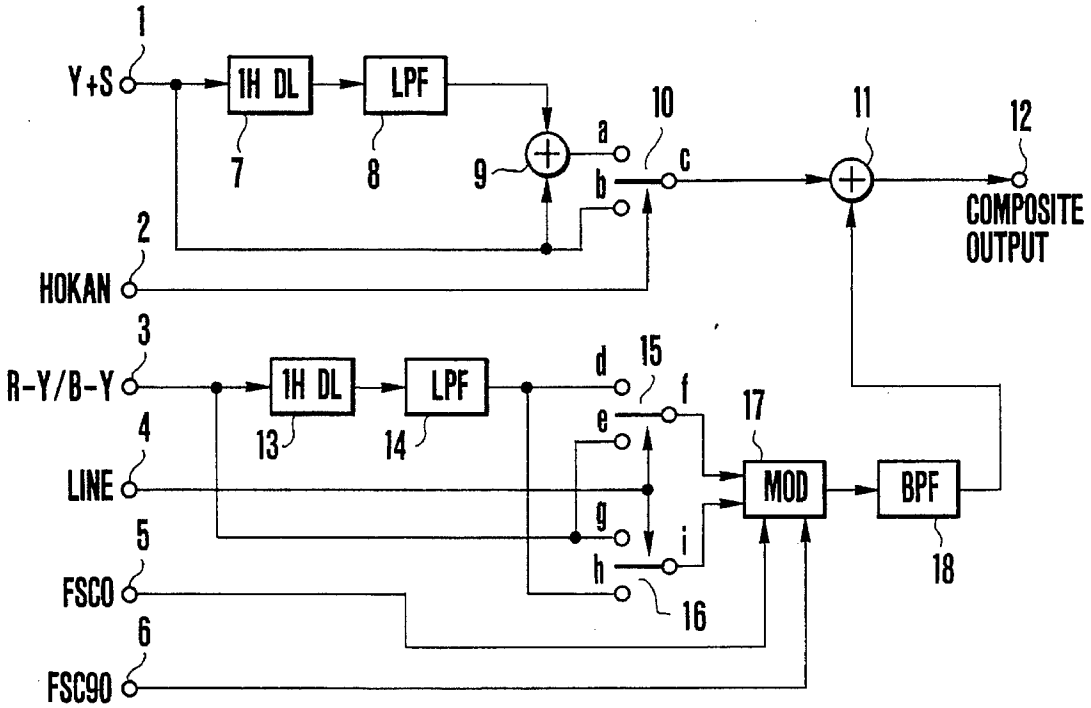 1
Y+S
1H DL
LPF
7
8
9
a
b
10
c
11
12
COMPOSITE
OUTPUT
2
HOKAN
3
R-Y/B-Y
1H DL
LPF
13
14
d
15
e
f
4
LINE
17
MOD
BPF
18
g
h
i
16
5
FSC0
6
FSC90